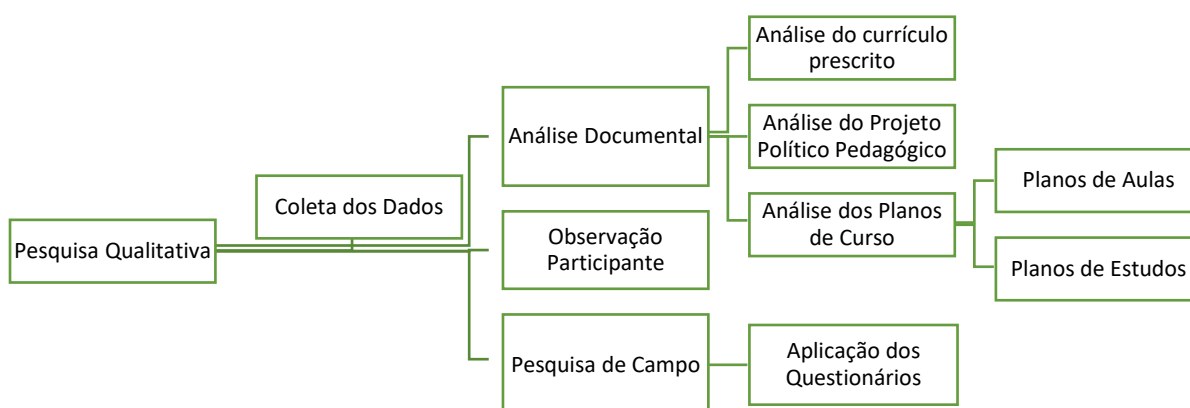 Pesquisa Qualitativa
Coleta dos Dados
Análise Documental
Análise do currículo
prescrito
Análise do Projeto
Político Pedagógico
Análise dos Planos
de Curso
Planos de Aulas
Planos de Estudos
Observação
Participante
Pesquisa de Campo
Aplicação dos
Questionários